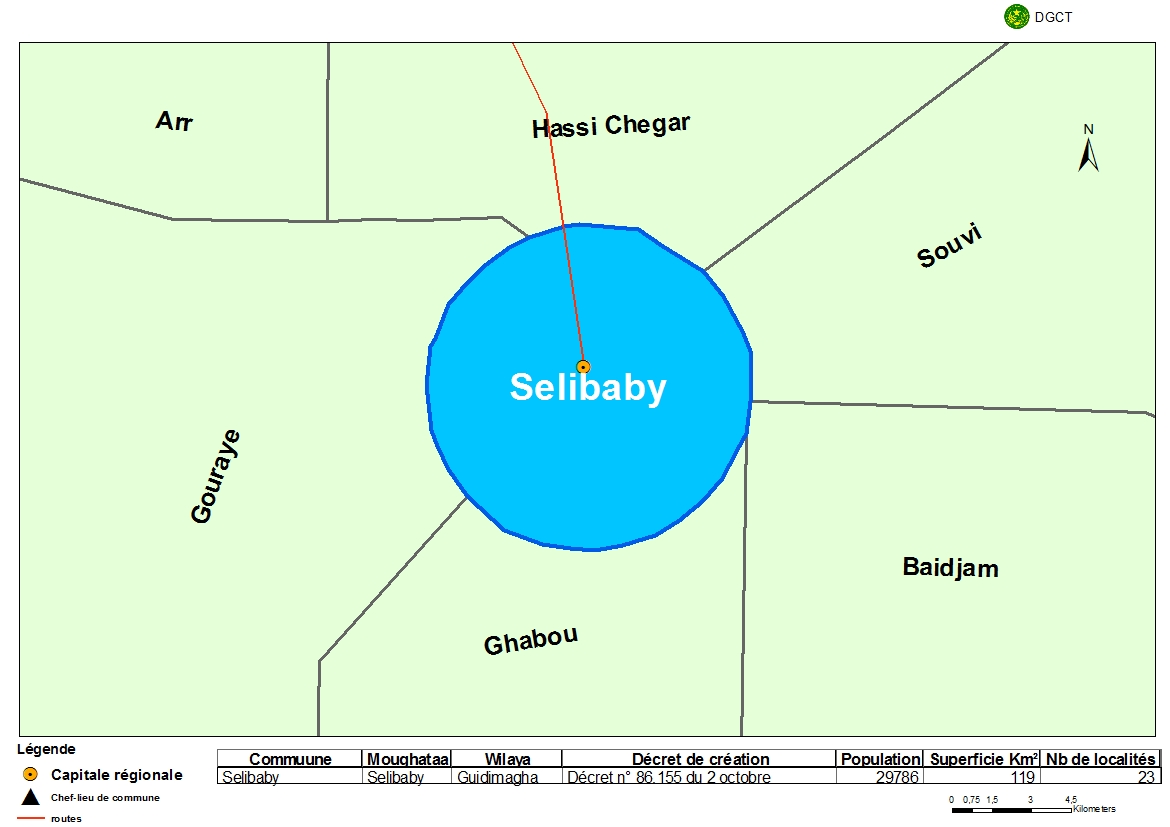 DGCT
Arr
Hassi Chegar
N
Souvi
Selibaby
Gouraye
Baidjam
Ghabou
Légende
Capitale régionale
Chef-lieu de commune
routes
Commuune Moughataa Wilaya Décret de création Population Superficie Km² Nb de localités
Selibaby Selibaby Guidimagha Décret n° 86.155 du 2 octobre 29786 119 23
0 0,75 1,5 3 4,5
Kilometers